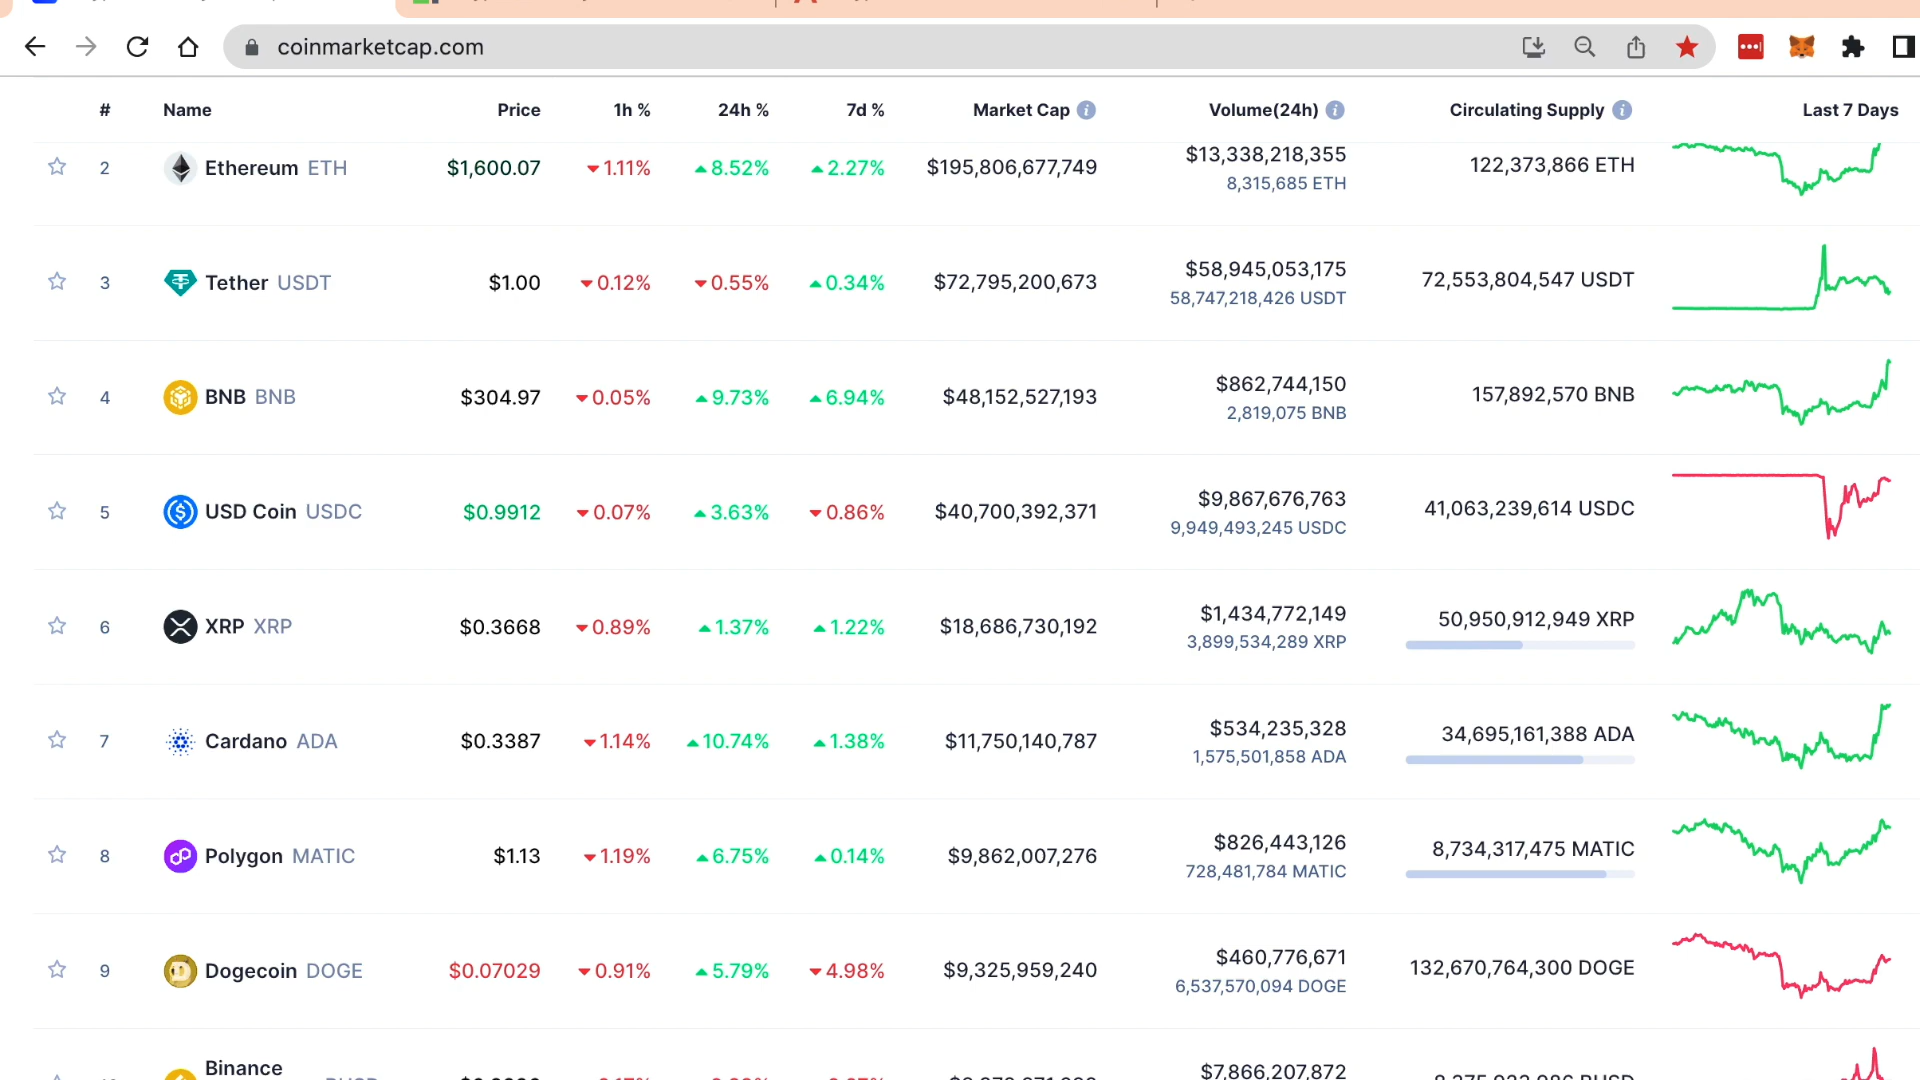 coinmarketcap.com
# Name Price 1h % 24h % 7d % Market Cap Volume(24h) Circulating Supply Last 7 Days
2 Ethereum ETH $1,600.07 1.11% 8.52% 2.27% $195,806,677,749 $13,338,218,355 122,373,866 ETH
8,315,685 ETH
3 Tether USDT $1.00 0.12% 0.55% 0.34% $72,795,200,673 $58,945,053,175 72,553,804,547 USDT
58,747,218,426 USDT
4 BNB BNB $304.97 0.05% 9.73% 6.94% $48,152,527,193 $862,744,150 157,892,570 BNB
2,819,075 BNB
5 USD Coin USDC $0.9912 0.07% 3.63% 0.86% $40,700,392,371 $9,867,676,763 41,063,239,614 USDC
9,949,493,245 USDC
6 XRP XRP $0.3668 0.89% 1.37% 1.22% $18,686,730,192 $1,434,772,149 50,950,912,949 XRP
3,899,534,289 XRP
7 Cardano ADA $0.3387 1.14% 10.74% 1.38% $11,750,140,787 $534,235,328 34,695,161,388 ADA
1,575,501,858 ADA
8 Polygon MATIC $1.13 1.19% 6.75% 0.14% $9,862,007,276 $826,443,126 8,734,317,475 MATIC
728,481,784 MATIC
9 Dogecoin DOGE $0.07029 0.91% 5.79% 4.98% $9,325,959,240 $460,776,671 132,670,764,300 DOGE
6,537,570,094 DOGE
Binance $7,866,207,872